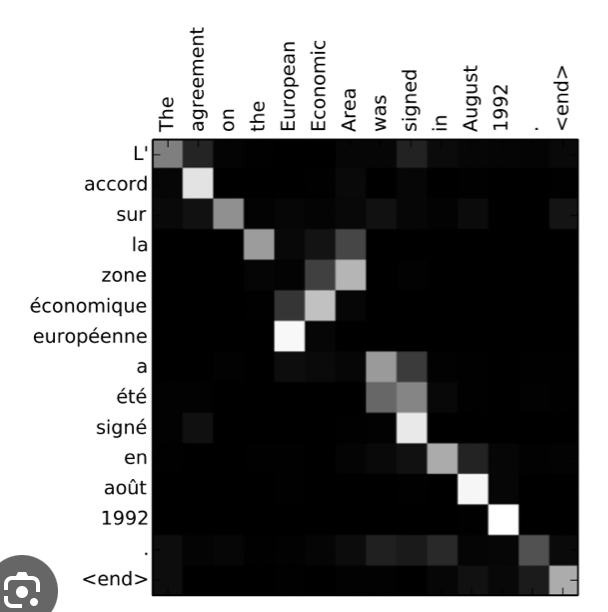 The agreement on the European Economic Area was signed in August 1992 . <end>
L'
accord
sur
la
zone
économique
européenne
a
été
signé
en
août
1992
.
<end>